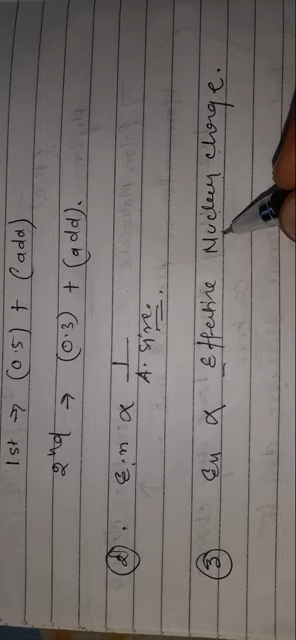 1st → (0.5) + (add)
2nd → (0.3) + (add).
② . E.n α 1/A. size.
③ En α Effective Nuclear charge.